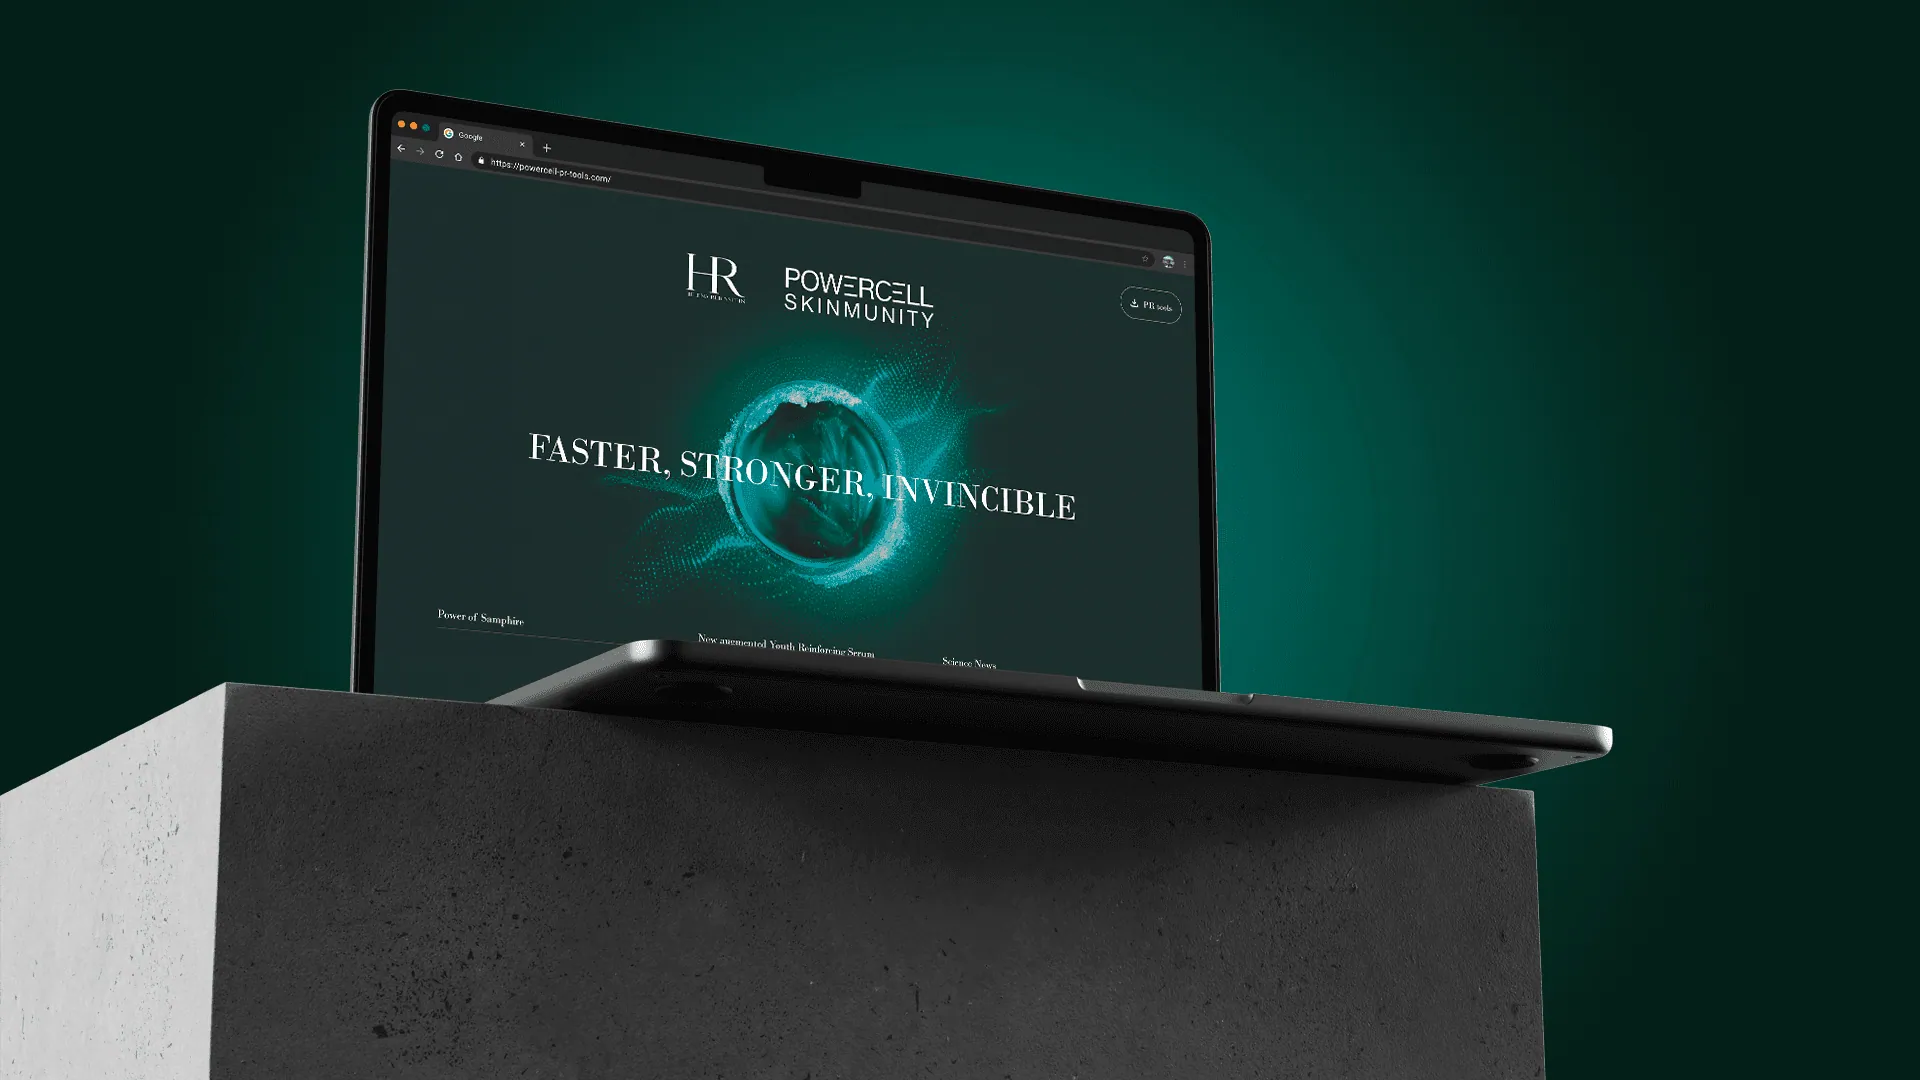 Google
https://powercell-pr-tools.com/
HR
POWERCELL
SKINMUNITY
PR tools
FASTER, STRONGER, INVINCIBLE
Power of Samphire
New augmented Youth Reinforcing Serum
Science News